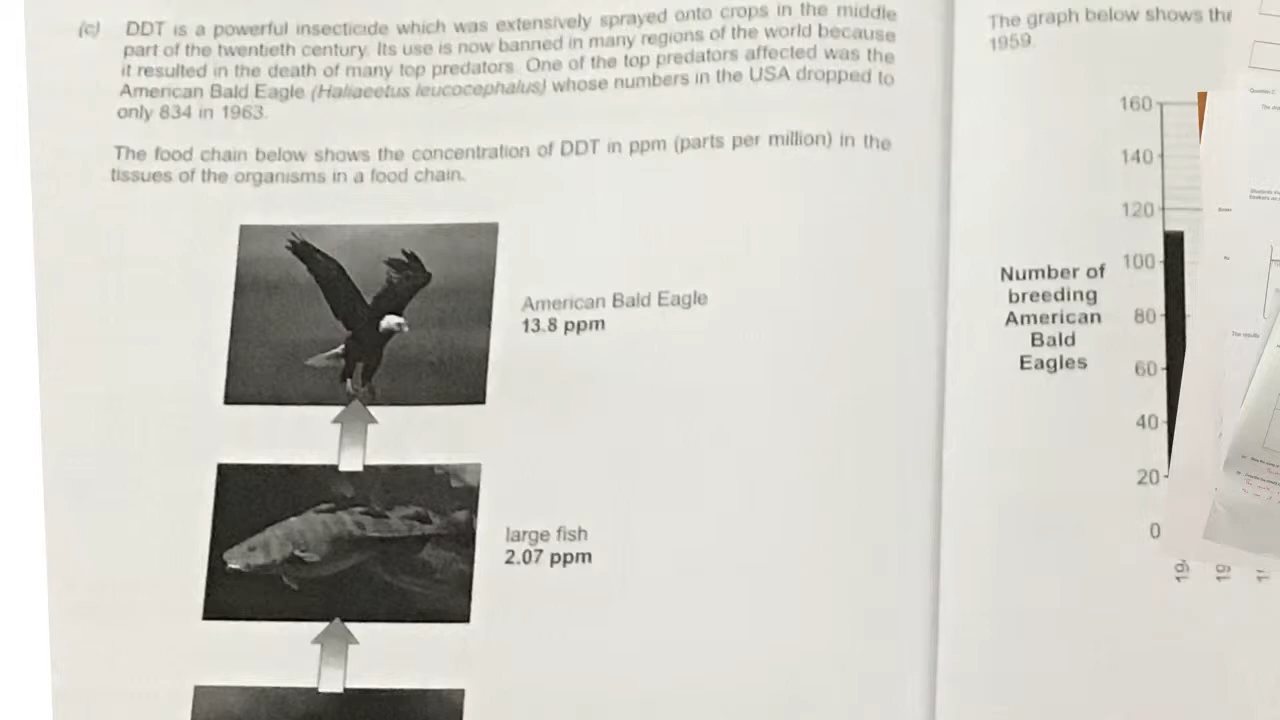 (c) DDT is a powerful insecticide which was extensively sprayed onto crops in the middle
part of the twentieth century. Its use is now banned in many regions of the world because
it resulted in the death of many top predators. One of the top predators affected was the
American Bald Eagle (Haliaeetus leucocephalus) whose numbers in the USA dropped to
only 834 in 1963.
The food chain below shows the concentration of DDT in ppm (parts per million) in the
tissues of the organisms in a food chain.
American Bald Eagle
13.8 ppm
large fish
2.07 ppm
The graph below shows the
1959
160
140
120
100
80
60
40
20
0
Number of
breeding
American
Bald
Eagles
19
19
The results